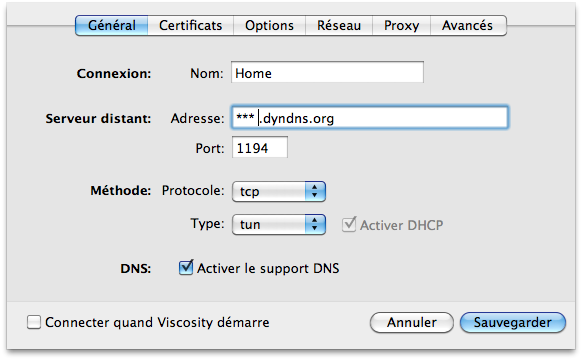 Général Certificats Options Réseau Proxy Avancés
Connexion: Nom: Home
Serveur distant: Adresse: *** .dyndns.org
Port: 1194
Méthode: Protocole: tcp
Type: tun Activer DHCP
DNS: Activer le support DNS
Connecter quand Viscosity démarre Annuler Sauvegarder